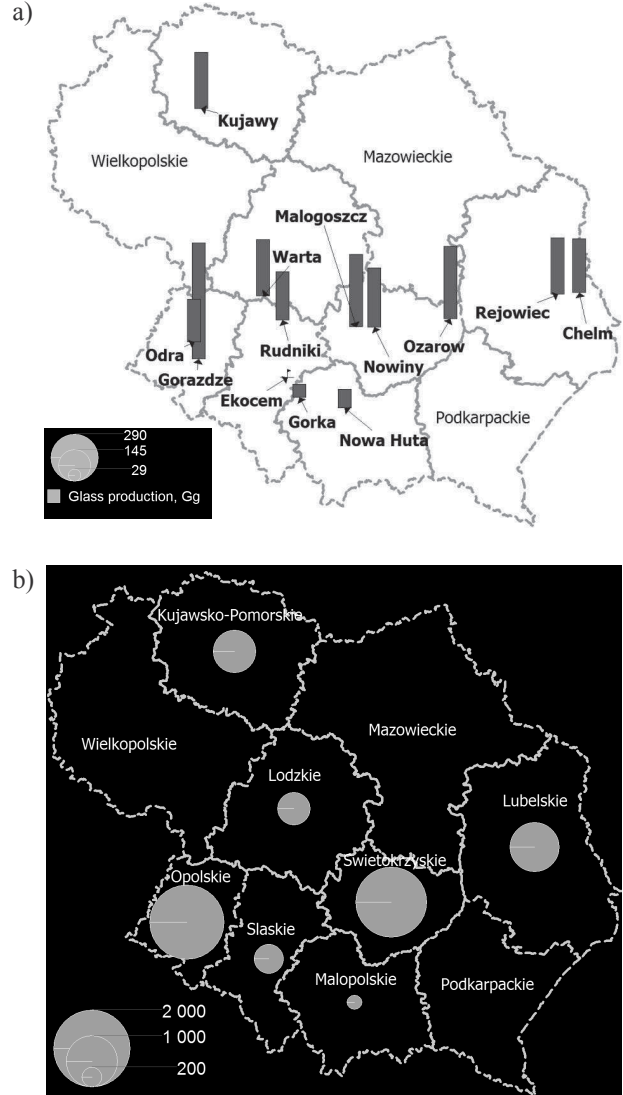 a)
Kujawy
Wielkopolskie
Mazowieckie
Malogoszcz
Warta
Rejowiec
Chelm
Ozarow
Rudniki
Nowiny
Odra
Gorazdze
Ekocem
Gorka
Nowa Huta
Podkarpackie
290
145
29
Glass production, Gg
b)
Kujawsko-Pomorskie
Mazowieckie
Wielkopolskie
Lodzkie
Lubelskie
Swietokrzyskie
Opolskie
Slaskie
Malopolskie
Podkarpackie
2 000
1 000
200